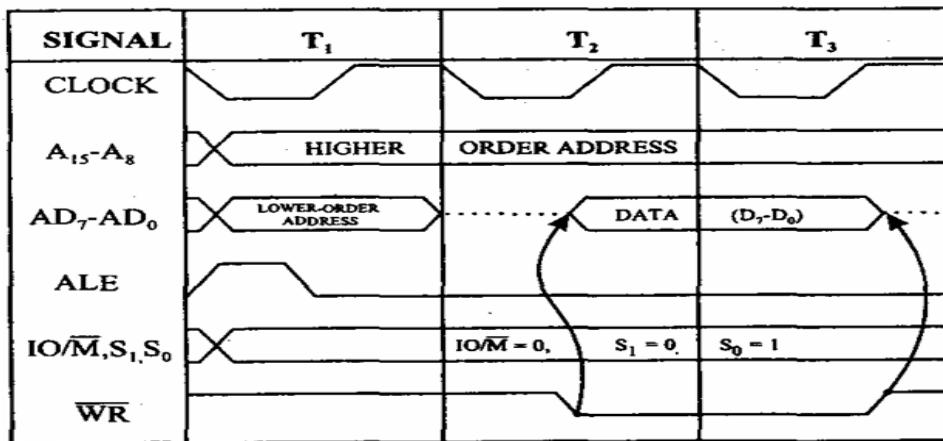 SIGNAL T₁ T₂ T₃
CLOCK
A₁₅-A₈ HIGHER ORDER ADDRESS
AD₇-AD₀ LOWER-ORDER ADDRESS DATA (D₇-D₀)
ALE
IO/M̅,S₁,S₀ IO/M̅ = 0, S₁ = 0, S₀ = 1
W̅R̅